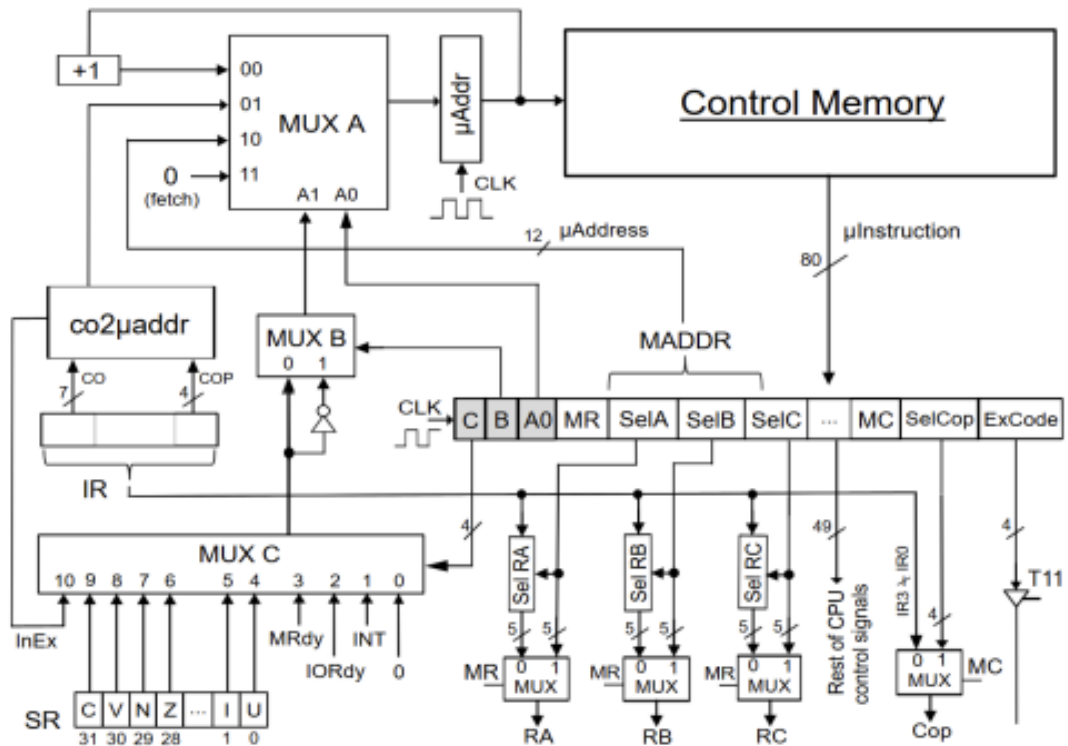 +1
00
01
10
11
MUX A
A1 A0
0
(fetch)
µAddr
CLK
Control Memory
12
µAddress
µInstruction
80
co2µaddr
7
CO
4
COP
IR
MUX B
0 1
MADDR
CLK
C B A0 MR SelA SelB SelC ... MC SelCop ExCode
4
MUX C
10 9 8 7 6 5 4 3 2 1 0
InEx
MRdy
IORdy
INT
0
SR
C V N Z ... I U
31 30 29 28 1 0
Sel RA
5 5
MR
0 1
MUX
RA
Sel RB
5 5
MR
0 1
MUX
RB
Sel RC
5 5
MR
0 1
MUX
RC
49
Rest of CPU
control signals
IR3 ÷ IR0
4
0 1
MUX
MC
Cop
4
T11